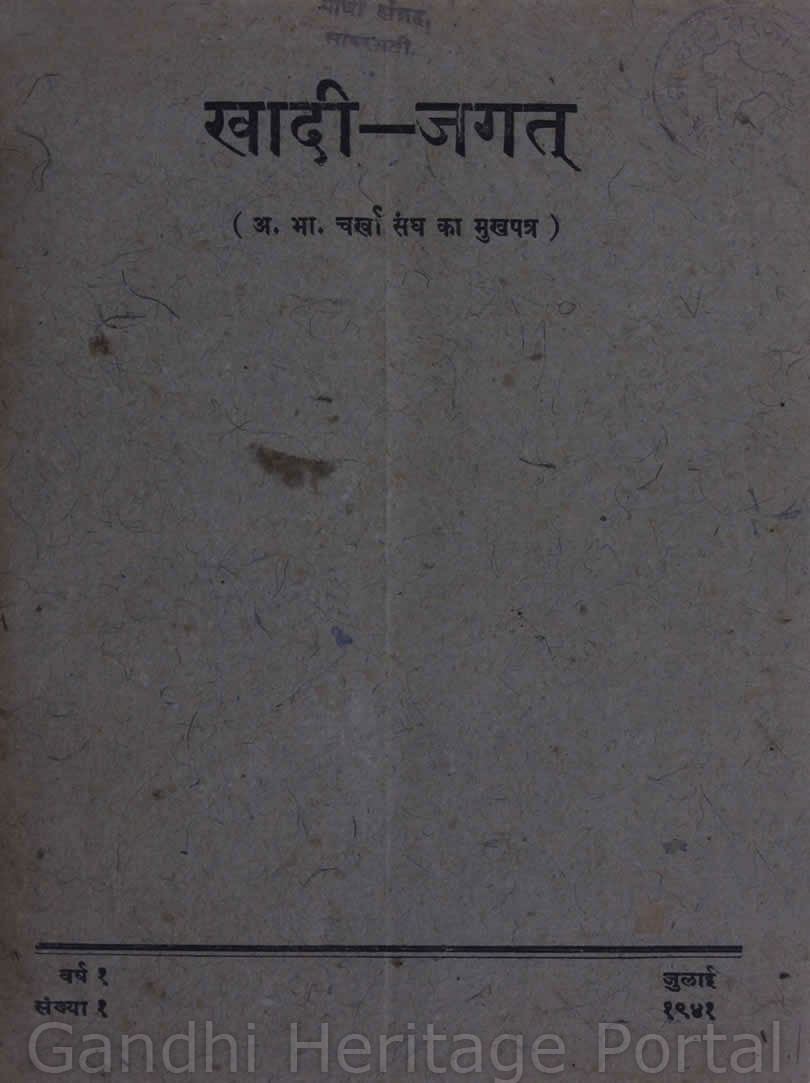 खादी—जगत्
( अ. भा. चर्खा संघ का मुखपत्र )
वर्ष १
संख्या १
जुलाई
१९४१
Gandhi Heritage Portal